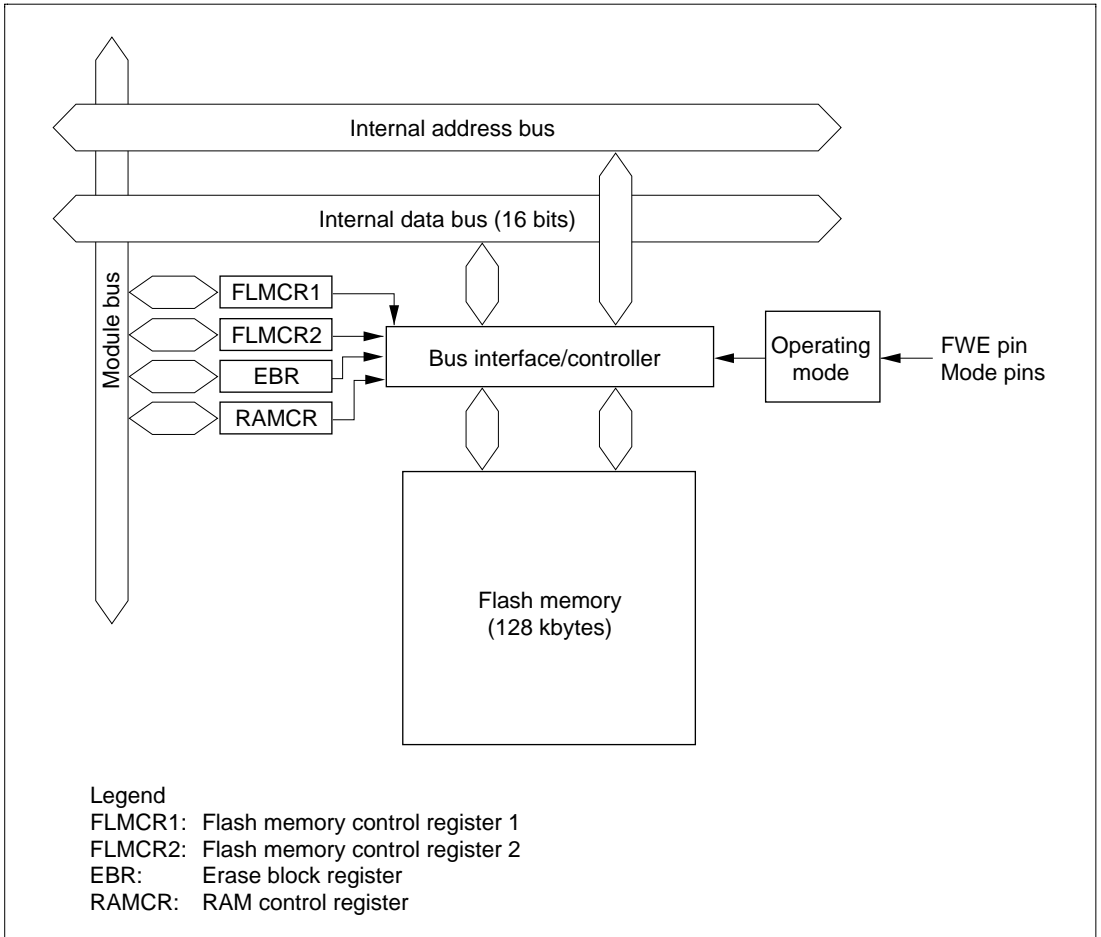 Internal address bus
Internal data bus (16 bits)
Module bus
FLMCR1
FLMCR2
EBR
RAMCR
Bus interface/controller
Operating
mode
FWE pin
Mode pins
Flash memory
(128 kbytes)
Legend
FLMCR1: Flash memory control register 1
FLMCR2: Flash memory control register 2
EBR: Erase block register
RAMCR: RAM control register